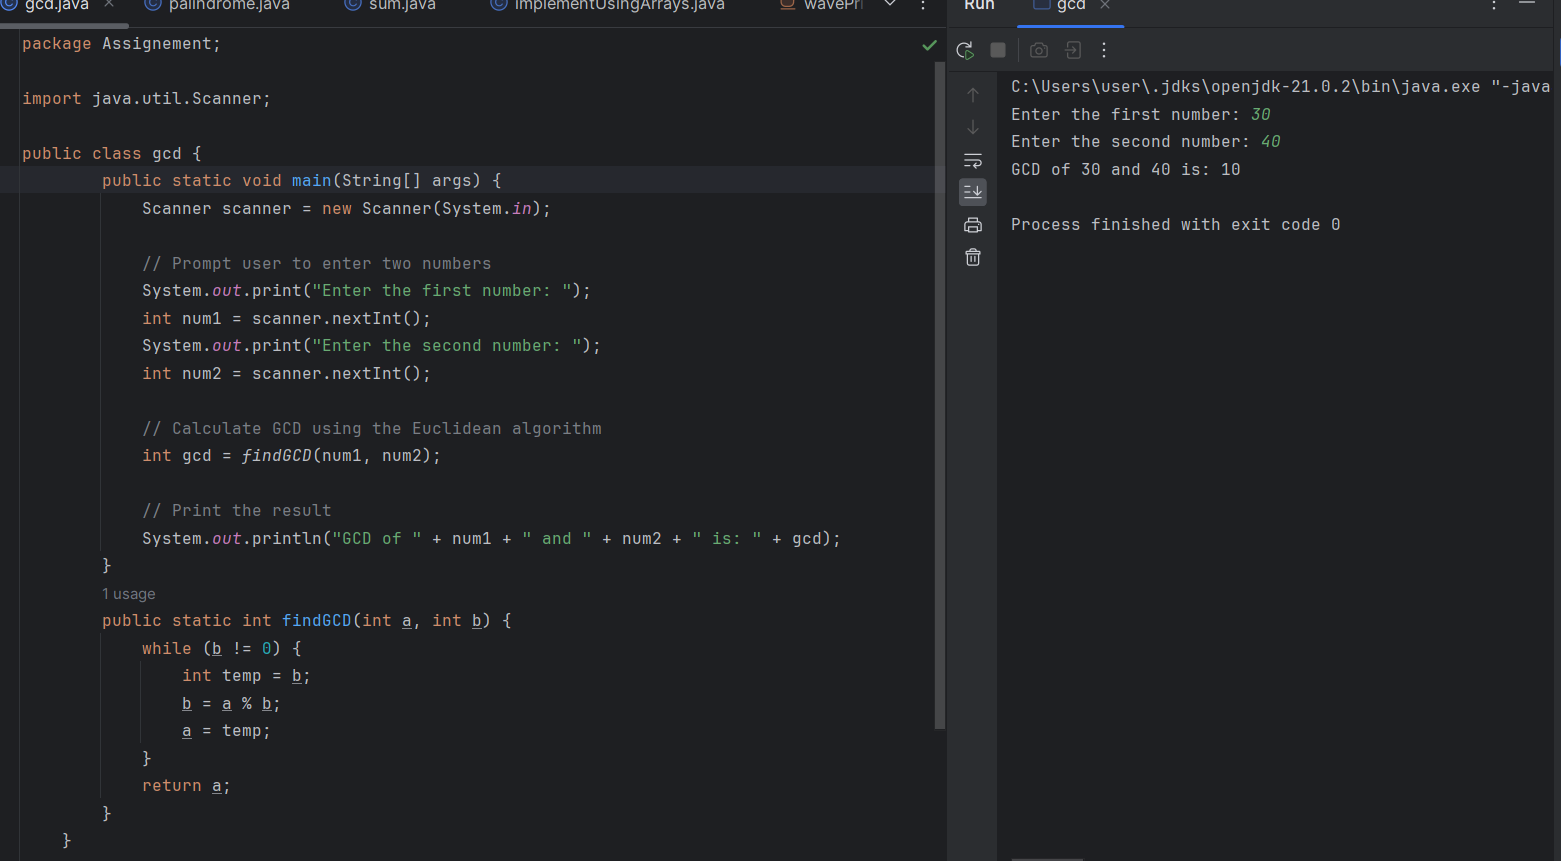 gcd.java palindrome.java sum.java ImplementUsingArrays.java wavePri
package Assignement;
import java.util.Scanner;
public class gcd {
public static void main(String[] args) {
Scanner scanner = new Scanner(System.in);
// Prompt user to enter two numbers
System.out.print("Enter the first number: ");
int num1 = scanner.nextInt();
System.out.print("Enter the second number: ");
int num2 = scanner.nextInt();
// Calculate GCD using the Euclidean algorithm
int gcd = findGCD(num1, num2);
// Print the result
System.out.println("GCD of " + num1 + " and " + num2 + " is: " + gcd);
}
1 usage
public static int findGCD(int a, int b) {
while (b != 0) {
int temp = b;
b = a % b;
a = temp;
}
return a;
}
}
Run gcd
C:\Users\user\.jdks\openjdk-21.0.2\bin\java.exe "-java
Enter the first number: 30
Enter the second number: 40
GCD of 30 and 40 is: 10
Process finished with exit code 0